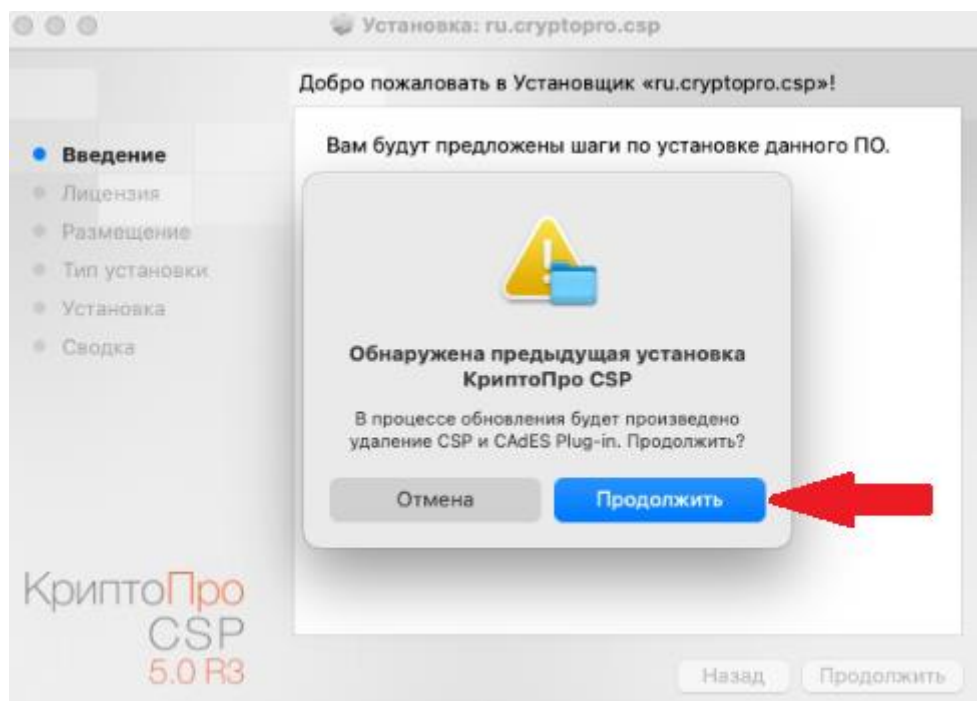 Установка: ru.cryptopro.csp
Добро пожаловать в Установщик «ru.cryptopro.csp»!
Введение
Лицензия
Размещение
Тип установки
Установка
Сводка
Вам будут предложены шаги по установке данного ПО.
Обнаружена предыдущая установка
КриптоПро CSP
В процессе обновления будет произведено
удаление CSP и CAdES Plug-in. Продолжить?
Отмена
Продолжить
КриптоПро
CSP
5.0 R3
Назад
Продолжить